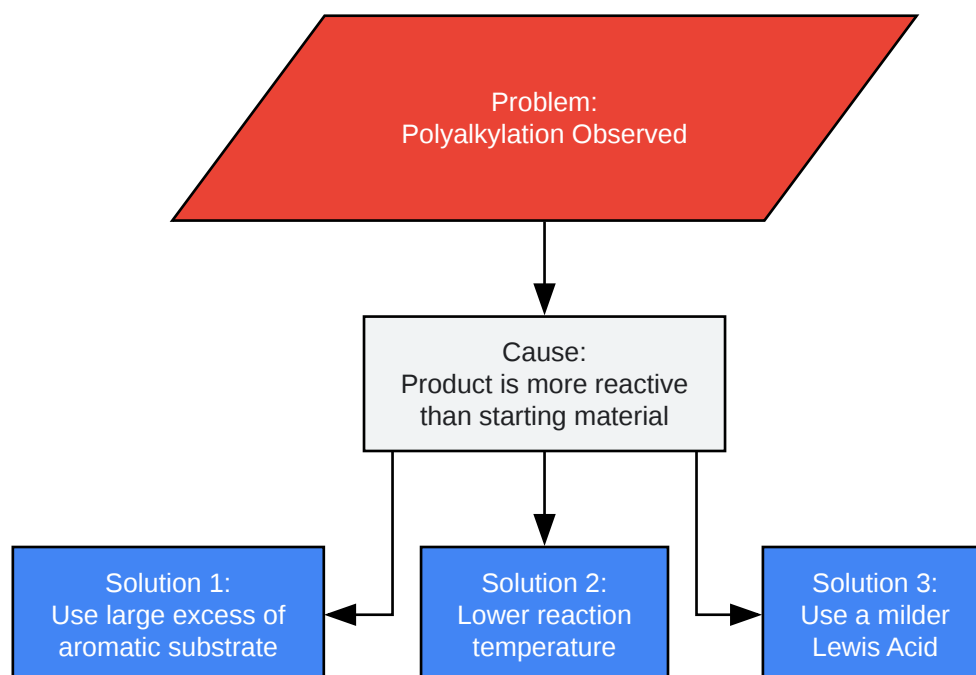 Problem:
Polyalkylation Observed
Cause:
Product is more reactive
than starting material
Solution 1:
Use large excess of
aromatic substrate
Solution 2:
Lower reaction
temperature
Solution 3:
Use a milder
Lewis Acid